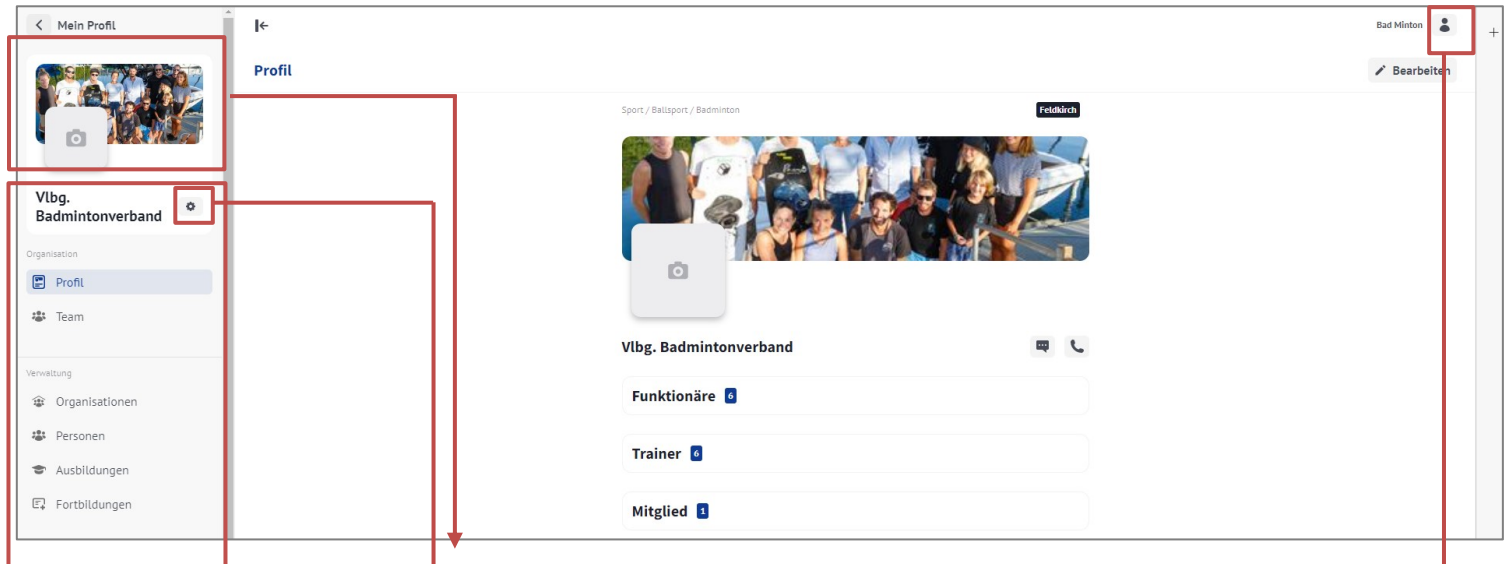 Mein Profil
Bad Minton
Profil
Bearbeiten
Sport / Ballsport / Badminton
Feldkirch
Vlbg.
Badmintonverband
Organisation
Profil
Team
Vlbg. Badmintonverband
Verwaltung
Organisationen
Personen
Ausbildungen
Fortbildungen
Funktionäre 6
Trainer 6
Mitglied 1